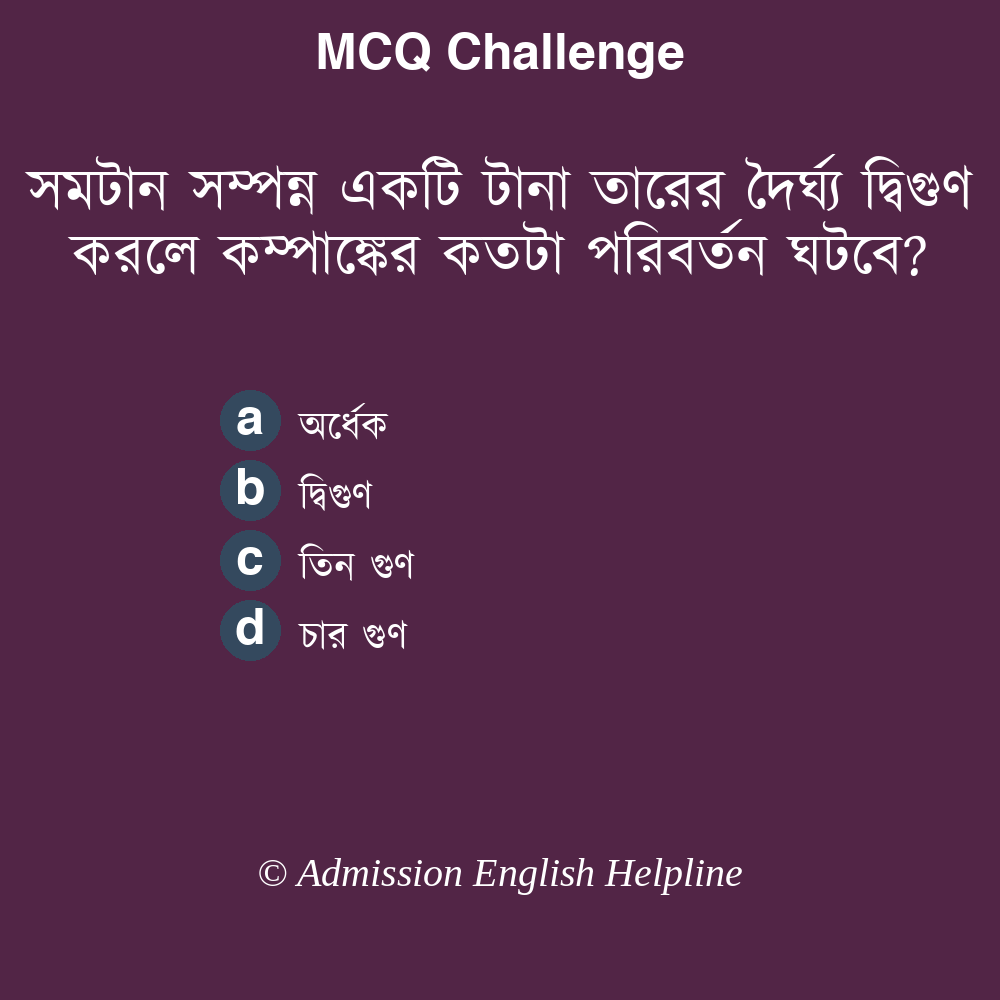 MCQ Challenge
সমটান সম্পন্ন একটি টানা তারের দৈর্ঘ্য দ্বিগুণ
করলে কম্পাঙ্কের কতটা পরিবর্তন ঘটবে?
a অর্ধেক
b দ্বিগুণ
c তিন গুণ
d চার গুণ
© Admission English Helpline